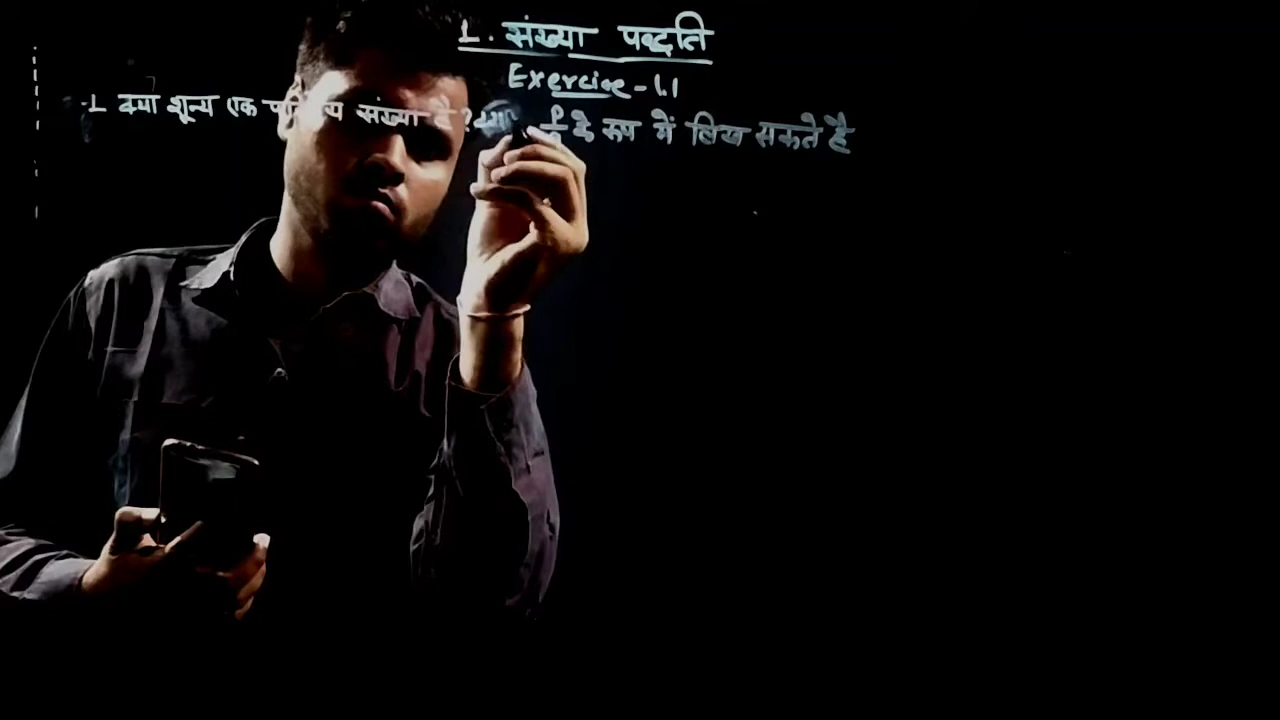 1. संख्या पद्धति
Exercise-1.1
1 क्या शून्य एक संख्या है ? क्या p के रूप में लिख सकते है